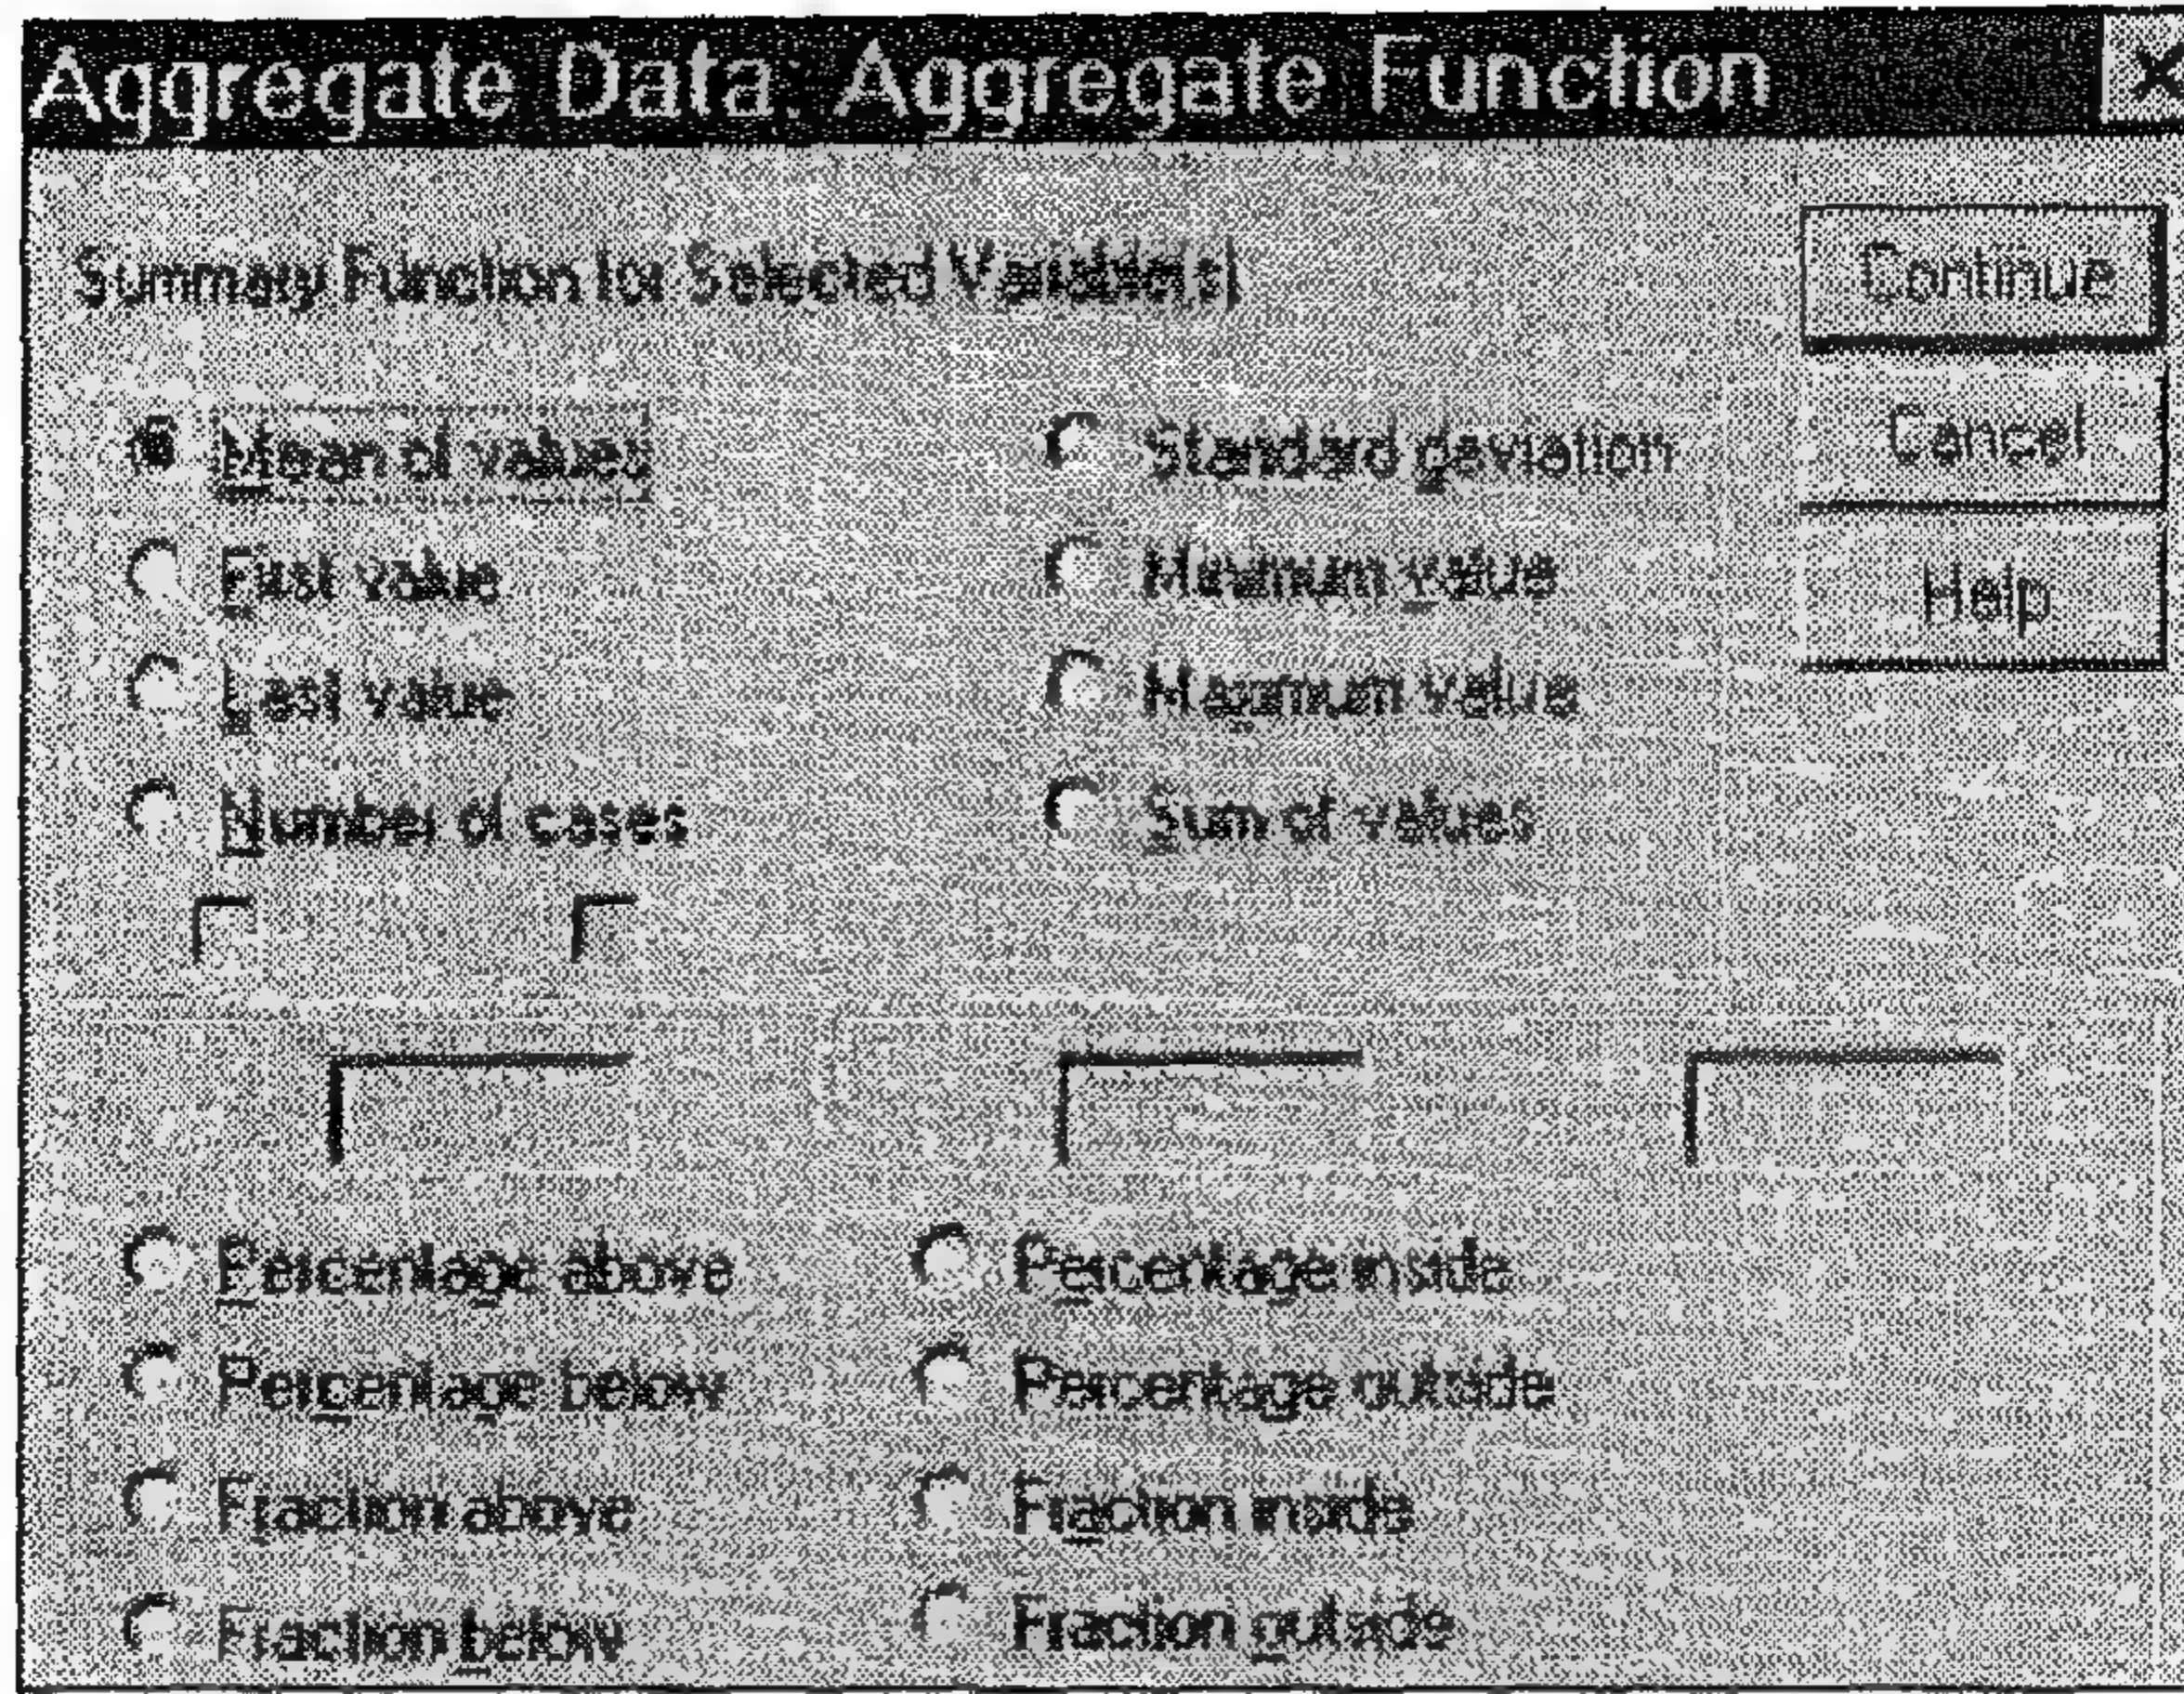 Aggregate Data: Aggregate Function
Summary Function for Selected Variable(s)
Mean of values
First value
Last value
Number of cases
Standard deviation
Minimum value
Maximum value
Sum of values
Continue
Cancel
Help
Percentage above
Percentage below
Fraction above
Fraction below
Percentage inside
Percentage outside
Fraction inside
Fraction outside